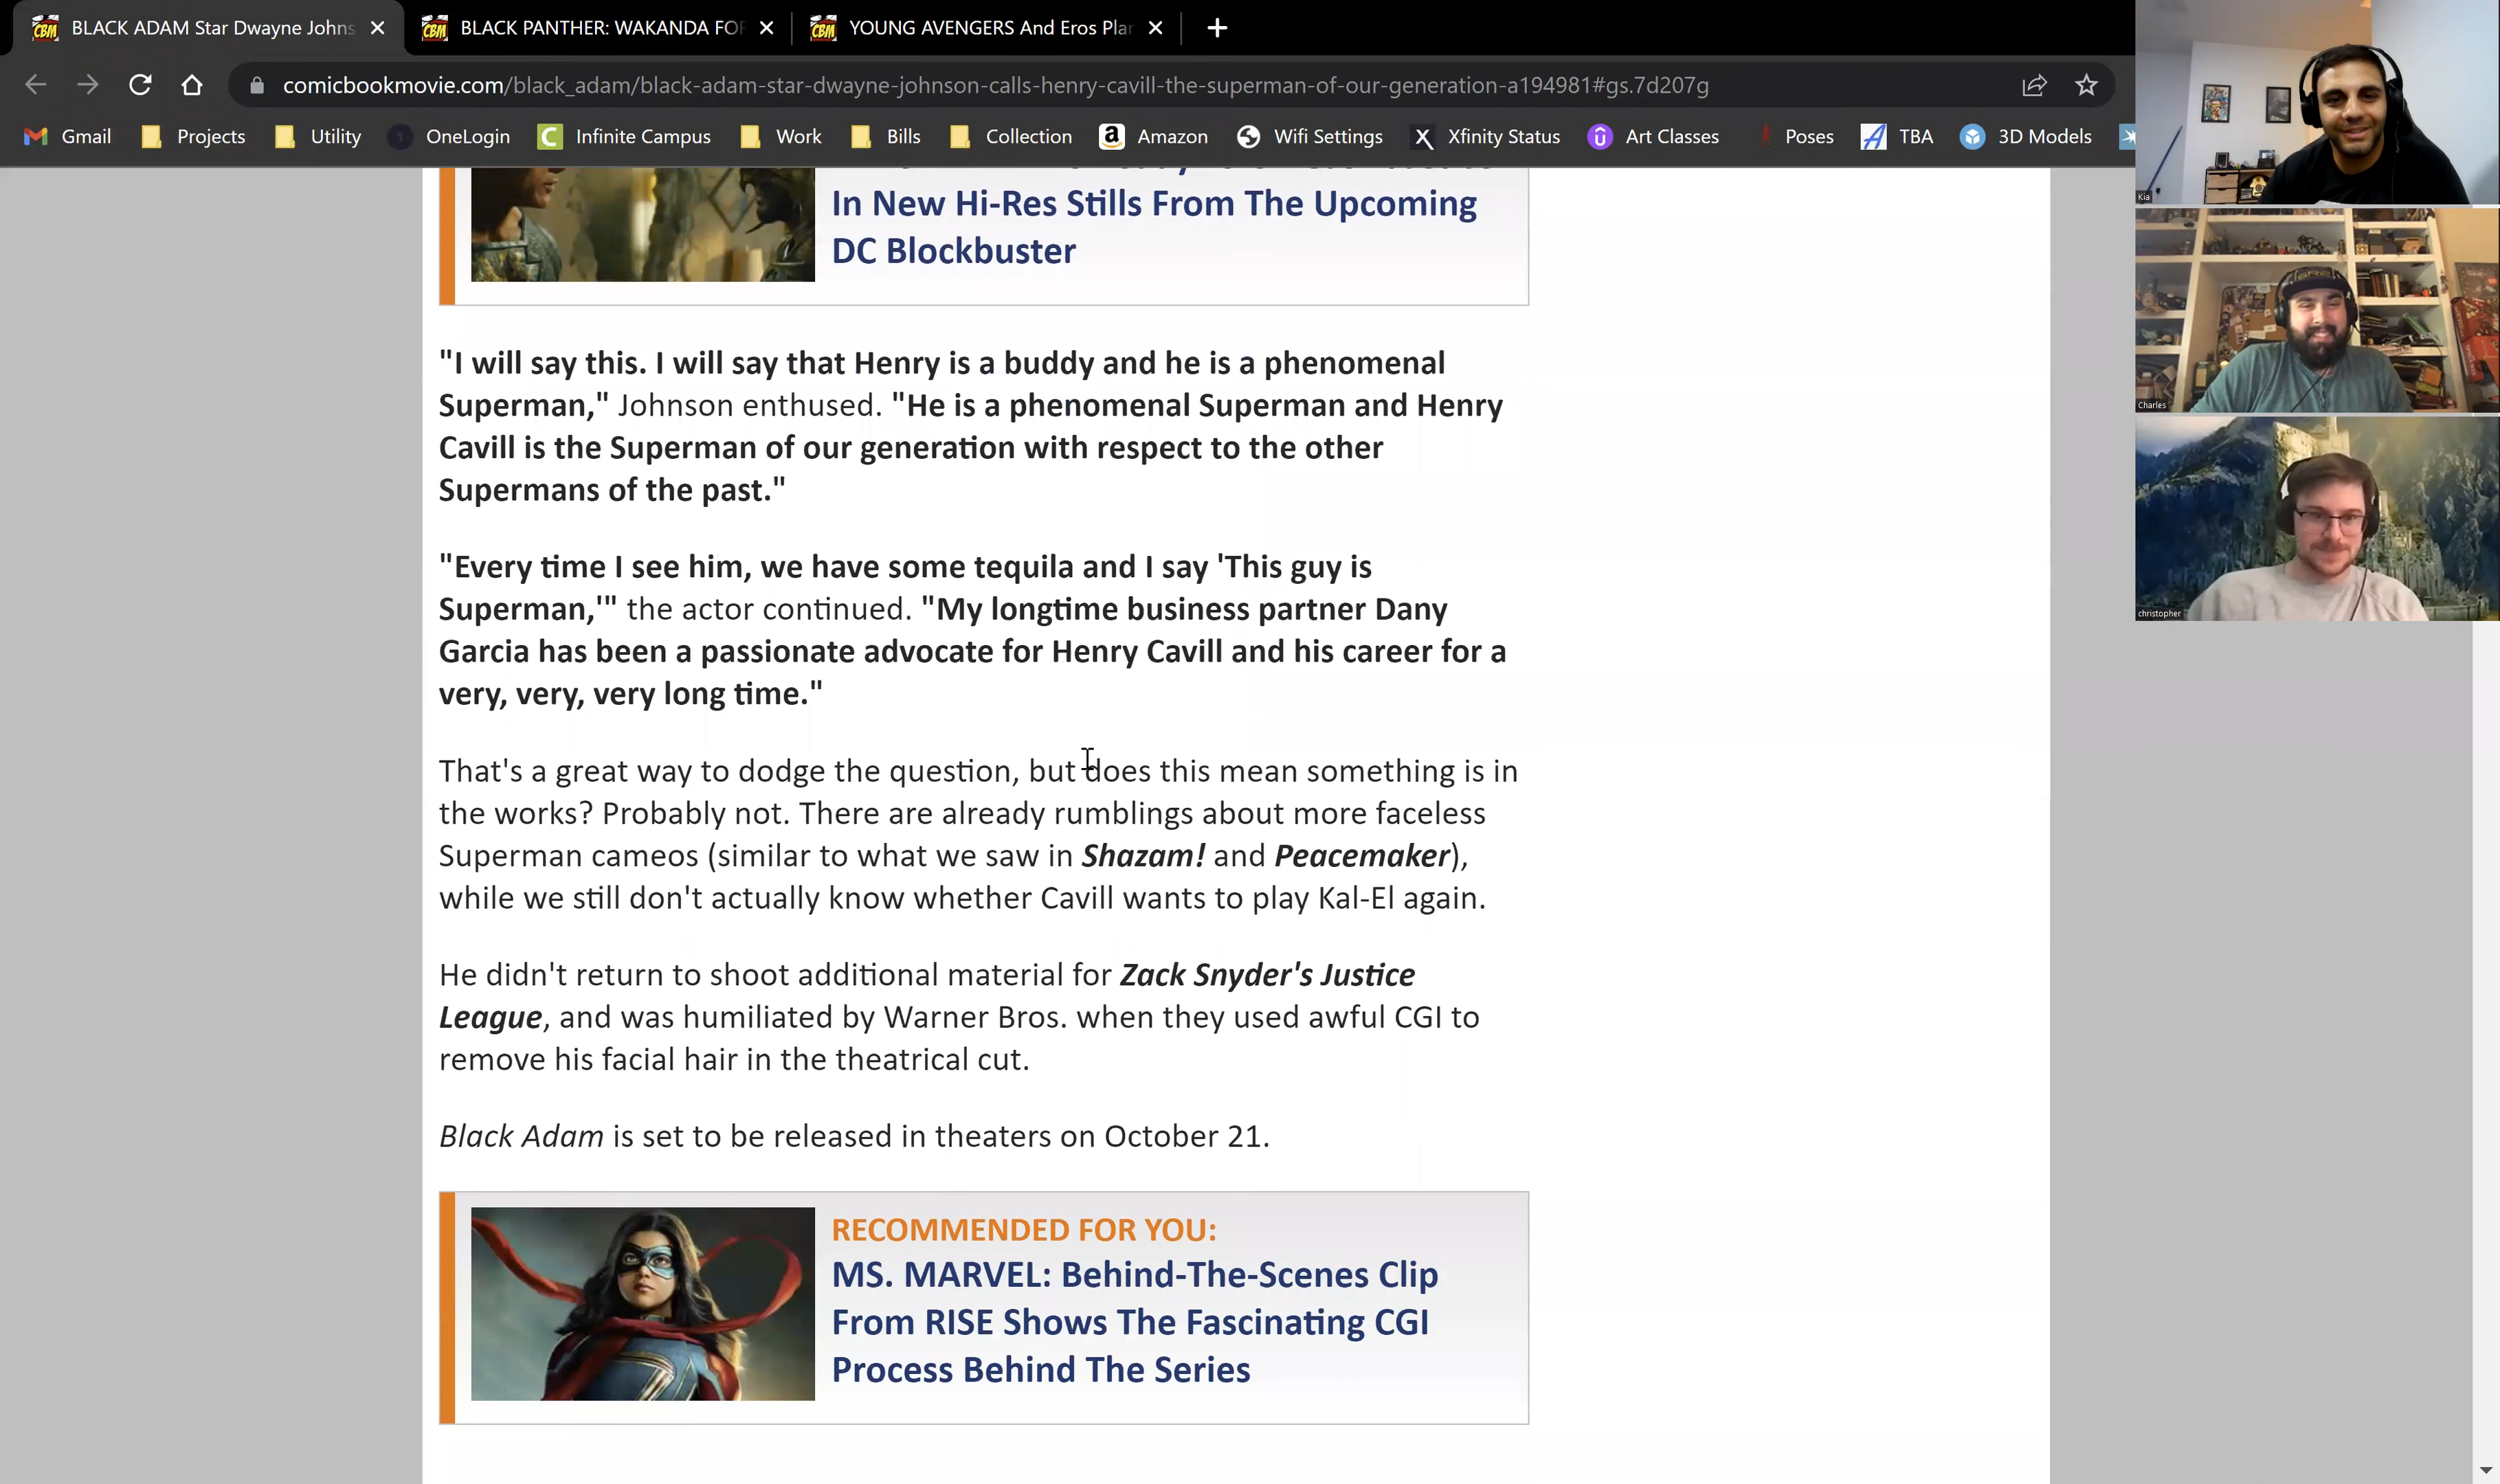 BLACK ADAM Star Dwayne Johns
BLACK PANTHER: WAKANDA FOR
YOUNG AVENGERS And Eros Plan
comicbookmovie.com/black_adam/black-adam-star-dwayne-johnson-calls-henry-cavill-the-superman-of-our-generation-a194981#gs.7d207g
Gmail Projects Utility OneLogin Infinite Campus Work Bills Collection Amazon Wifi Settings Xfinity Status Art Classes Poses TBA 3D Models
Kia
Charles
christopher
In New Hi-Res Stills From The Upcoming
DC Blockbuster
"I will say this. I will say that Henry is a buddy and he is a phenomenal
Superman," Johnson enthused. "He is a phenomenal Superman and Henry
Cavill is the Superman of our generation with respect to the other
Supermans of the past."
"Every time I see him, we have some tequila and I say 'This guy is
Superman,'" the actor continued. "My longtime business partner Dany
Garcia has been a passionate advocate for Henry Cavill and his career for a
very, very, very long time."
That's a great way to dodge the question, but does this mean something is in
the works? Probably not. There are already rumblings about more faceless
Superman cameos (similar to what we saw in Shazam! and Peacemaker),
while we still don't actually know whether Cavill wants to play Kal-El again.
He didn't return to shoot additional material for Zack Snyder's Justice
League, and was humiliated by Warner Bros. when they used awful CGI to
remove his facial hair in the theatrical cut.
Black Adam is set to be released in theaters on October 21.
RECOMMENDED FOR YOU:
MS. MARVEL: Behind-The-Scenes Clip
From RISE Shows The Fascinating CGI
Process Behind The Series